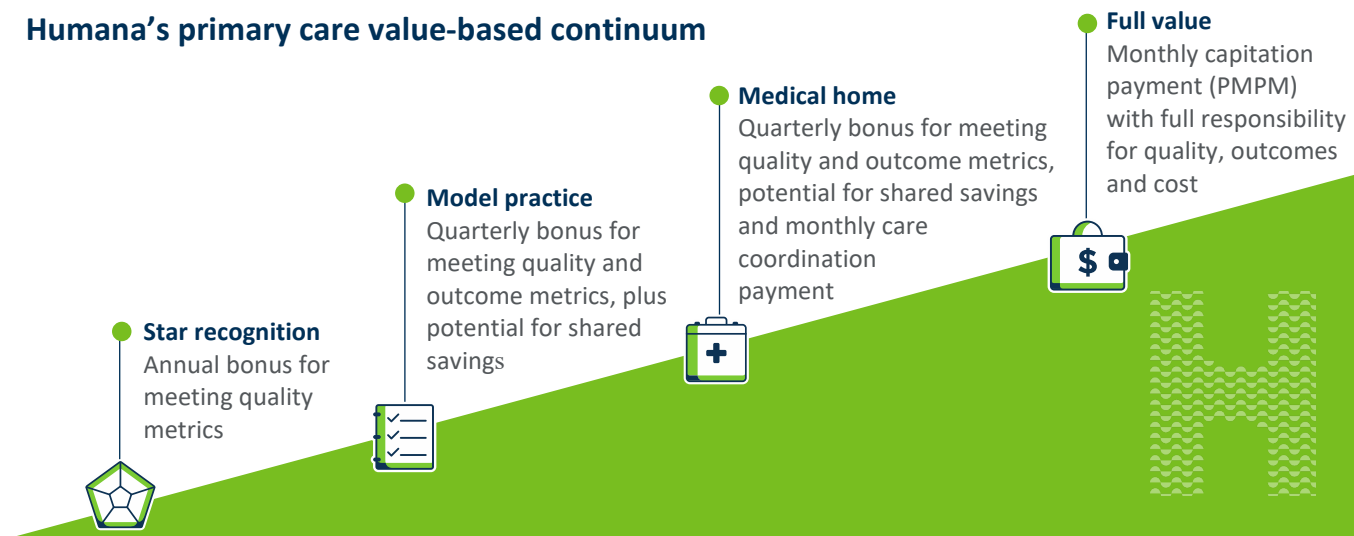 Humana’s primary care value-based continuum
Star recognition
Annual bonus for
meeting quality
metrics
Model practice
Quarterly bonus for
meeting quality and
outcome metrics, plus
potential for shared
savings
Medical home
Quarterly bonus for meeting
quality and outcome metrics,
potential for shared savings
and monthly care
coordination
payment
Full value
Monthly capitation
payment (PMPM)
with full responsibility
for quality, outcomes
and cost
$
H